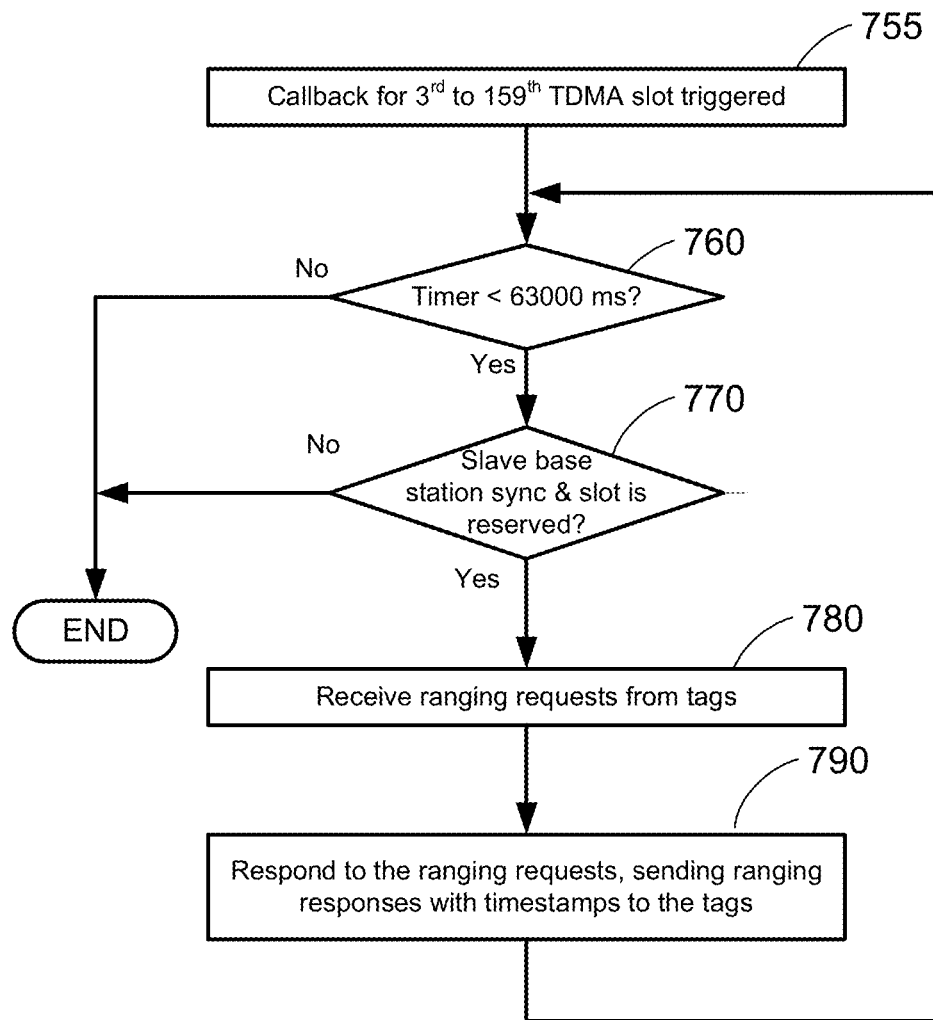 755
Callback for 3rd to 159th TDMA slot triggered
760
No
Timer < 63000 ms?
Yes
770
No
Slave base
station sync & slot is
reserved?
Yes
END
780
Receive ranging requests from tags
790
Respond to the ranging requests, sending ranging
responses with timestamps to the tags